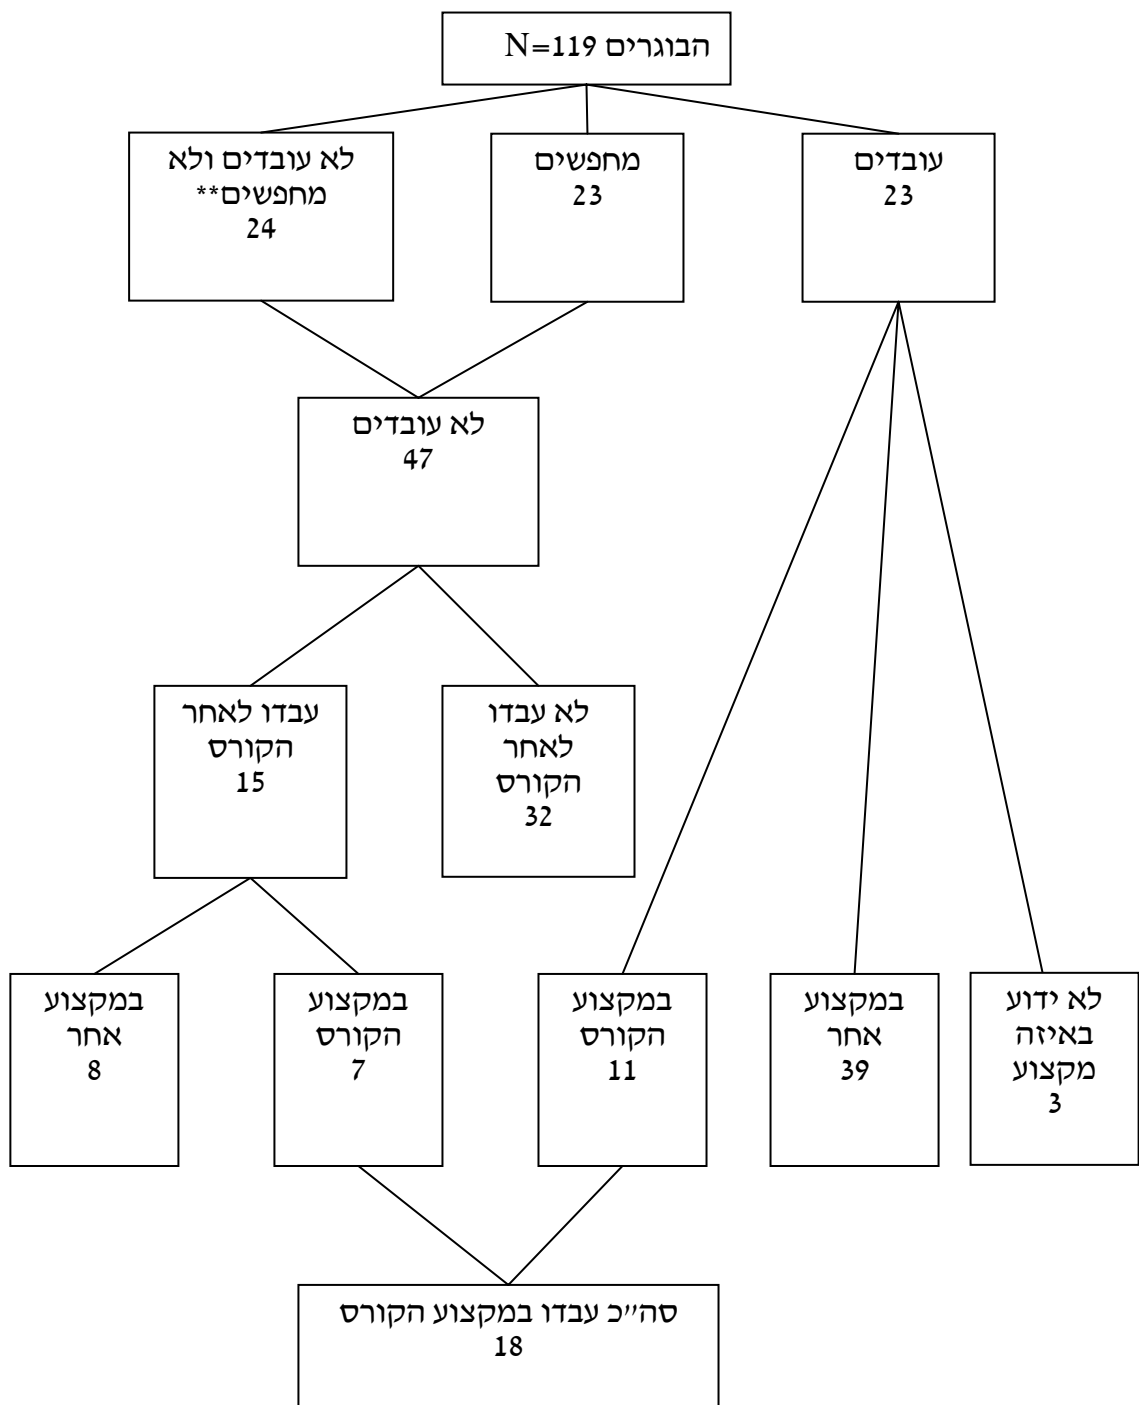 הבוגרים N=119
עובדים
23
מחפשים
23
לא עובדים ולא
מחפשים**
24
לא עובדים
47
עבדו לאחר
הקורס
15
לא עבדו
לאחר
הקורס
32
לא ידוע
באיזה
מקצוע
3
במקצוע
אחר
39
במקצוע
הקורס
11
במקצוע
הקורס
7
במקצוע
אחר
8
סה״כ עבדו במקצוע הקורס
18